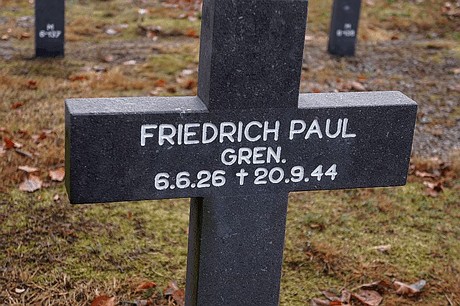 FRIEDRICH PAUL
GREN.
6.6.26 † 20.9.44